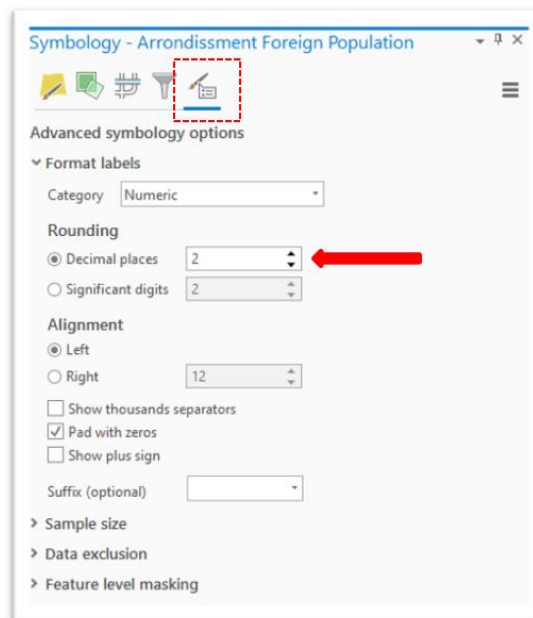 Symbology - Arrondissment Foreign Population
Advanced symbology options
Format labels
Category Numeric
Rounding
Decimal places 2
Significant digits 2
Alignment
Left
Right 12
Show thousands separators
Pad with zeros
Show plus sign
Suffix (optional)
Sample size
Data exclusion
Feature level masking